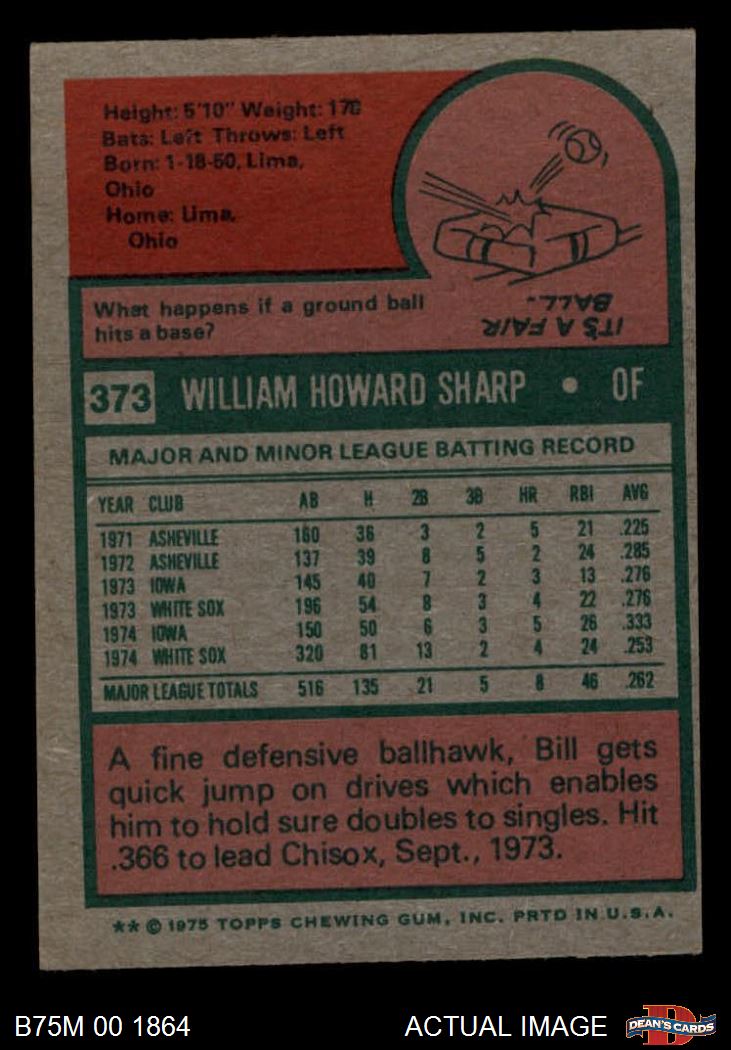 Height: 5'10" Weight: 178
Bats: Left Throws: Left
Born: 1-18-50, Lima,
Ohio
Home: Lima,
Ohio
What happens if a ground ball
hits a base?
IT'S A FAIR
BALL.
373 WILLIAM HOWARD SHARP • OF
MAJOR AND MINOR LEAGUE BATTING RECORD
YEAR CLUB AB H 2B 3B HR RBI AVG
1971 ASHEVILLE 160 36 3 2 5 21 .225
1972 ASHEVILLE 137 39 8 5 2 24 .285
1973 IOWA 145 40 7 2 3 13 .276
1973 WHITE SOX 196 54 8 3 4 22 .276
1974 IOWA 150 50 6 3 5 26 .333
1974 WHITE SOX 320 81 13 2 4 24 .253
MAJOR LEAGUE TOTALS 516 135 21 5 8 46 .262
A fine defensive ballhawk, Bill gets
quick jump on drives which enables
him to hold sure doubles to singles. Hit
.366 to lead Chisox, Sept., 1973.
** © 1975 TOPPS CHEWING GUM, INC. PRTD IN U.S.A.
B75M 00 1864 ACTUAL IMAGE DEAN'S CARDS